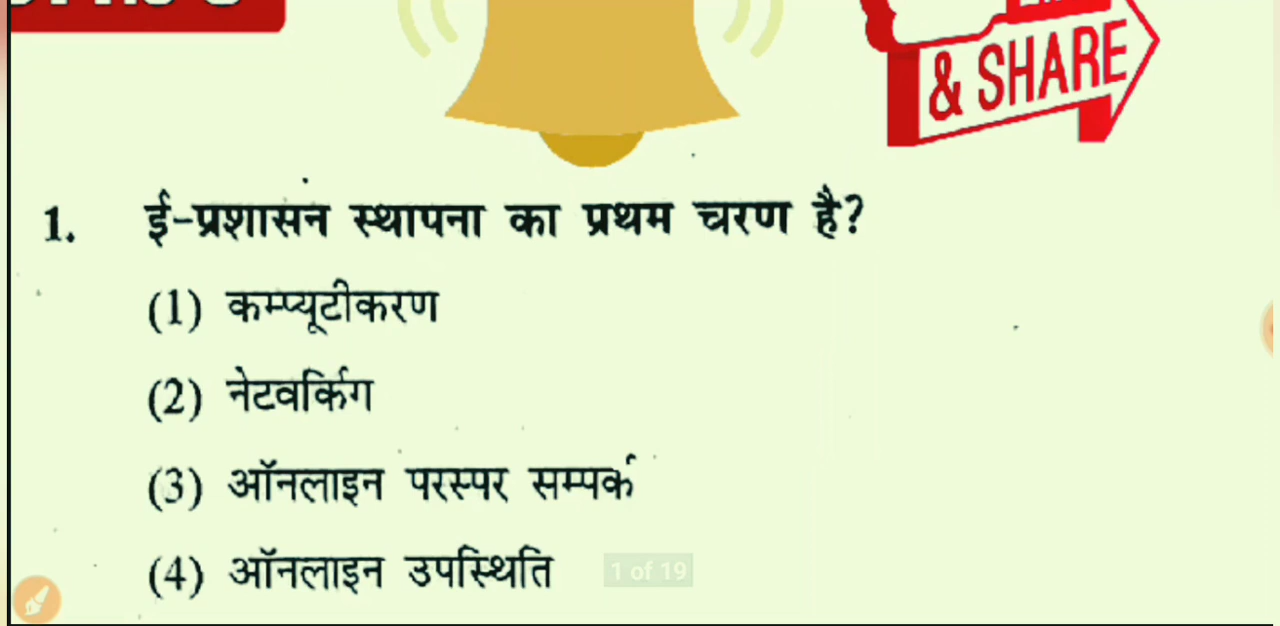 & SHARE
1. ई-प्रशासन स्थापना का प्रथम चरण है?
(1) कम्प्यूटीकरण
(2) नेटवर्किंग
(3) ऑनलाइन परस्पर सम्पर्क
(4) ऑनलाइन उपस्थिति
1 of 19